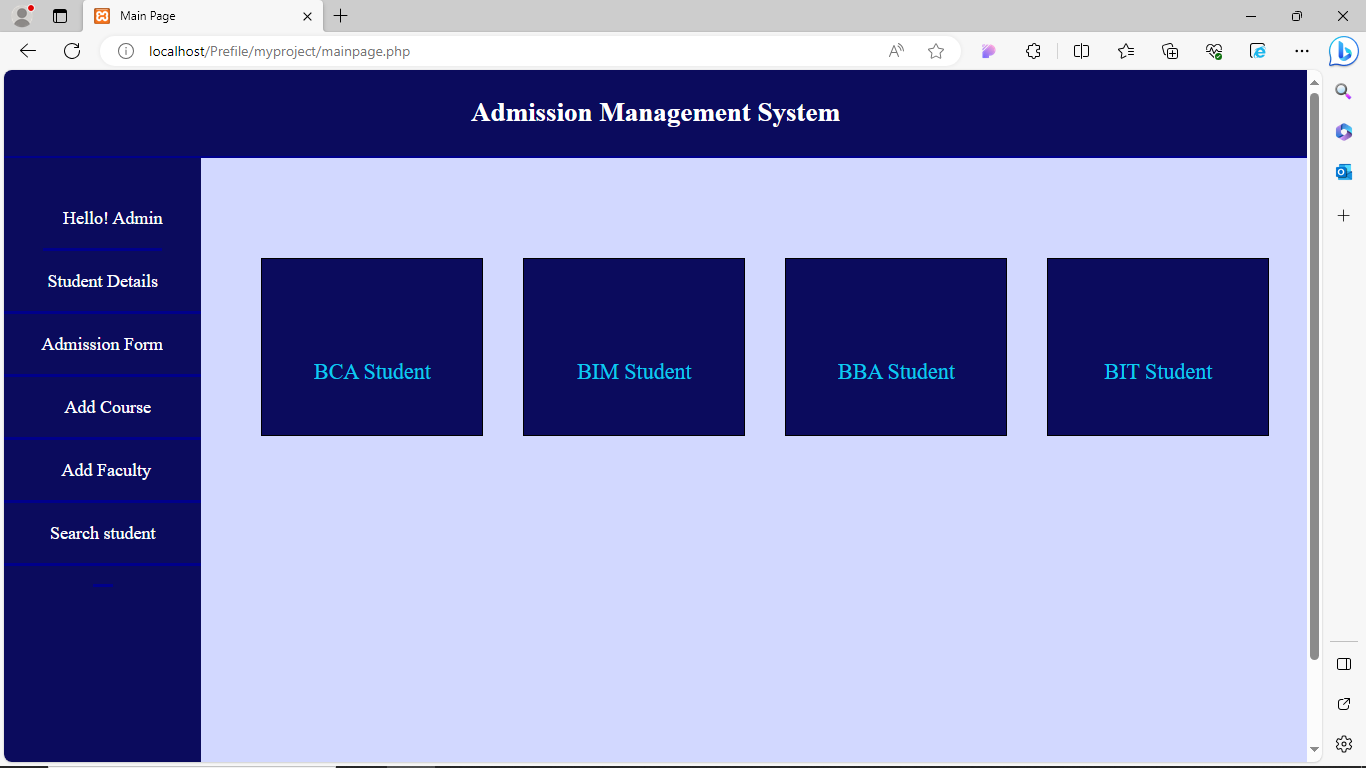 Main Page
localhost/Prefile/myproject/mainpage.php
Admission Management System
Hello! Admin
Student Details
Admission Form
Add Course
Add Faculty
Search student
BCA Student
BIM Student
BBA Student
BIT Student